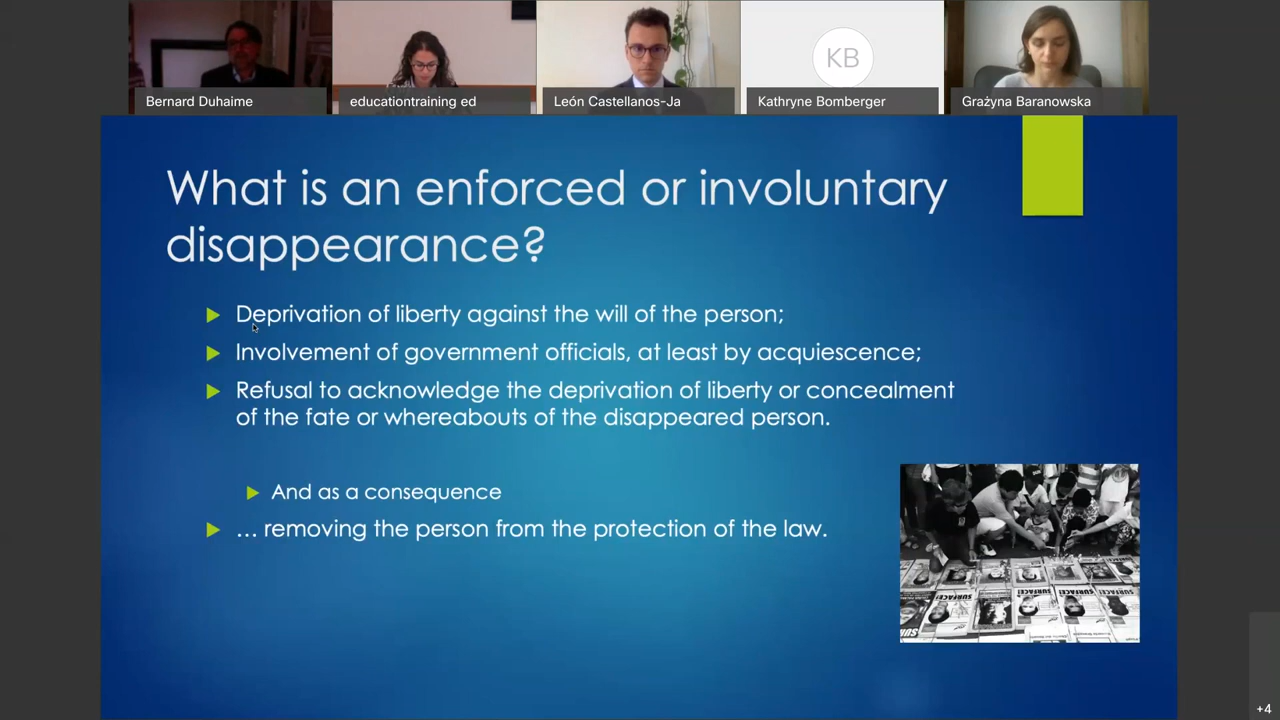 Bernard Duhaime
educationtraining ed
León Castellanos-Ja
KB
Kathryne Bomberger
Grażyna Baranowska
What is an enforced or involuntary
disappearance?
Deprivation of liberty against the will of the person;
Involvement of government officials, at least by acquiescence;
Refusal to acknowledge the deprivation of liberty or concealment
of the fate or whereabouts of the disappeared person.
And as a consequence
… removing the person from the protection of the law.
SURFACE!
SURFACE!
SURFACE!
+4